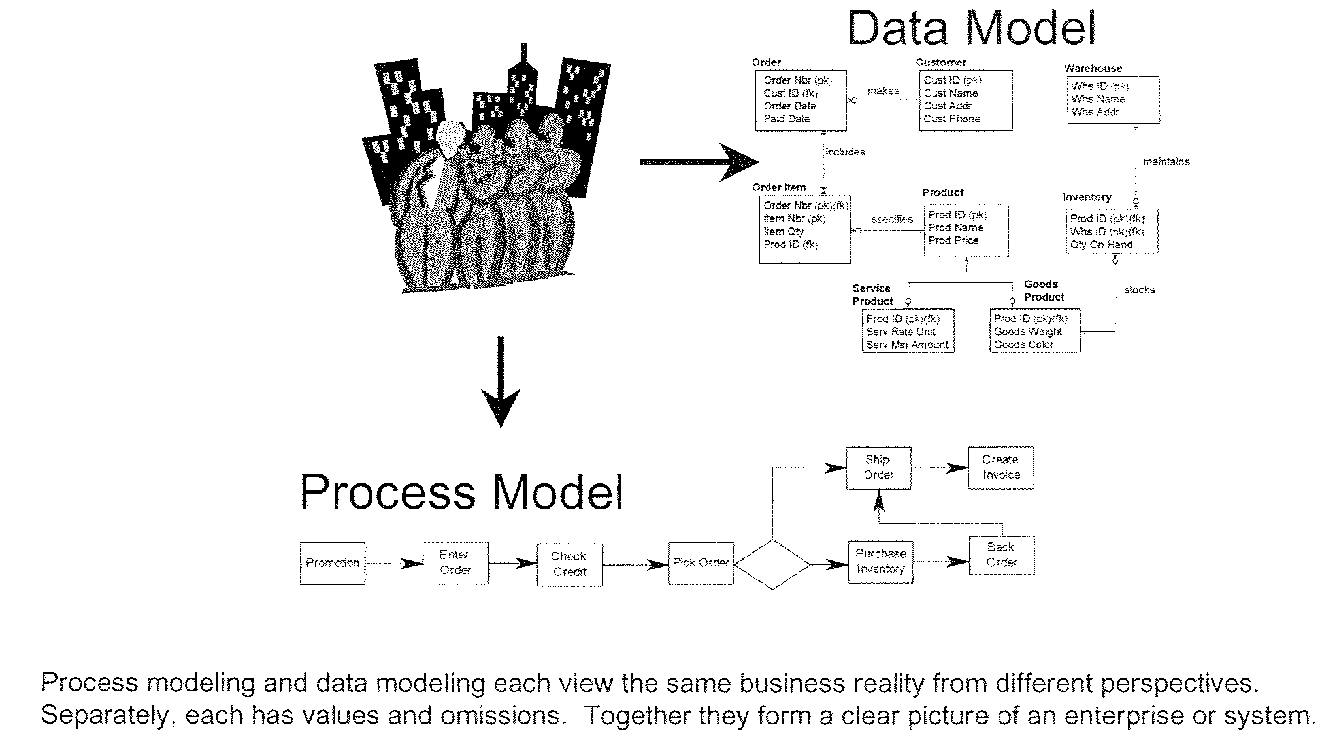 Data Model
Order
Order Nbr (pk)
Cust ID (fk)
Order Date
Paid Date
makes
Customer
Cust ID (pk)
Cust Name
Cust Addr
Cust Phone
Warehouse
Whs ID (pk)
Whs Name
Whs Addr
includes
maintains
Order Item
Order Nbr (pk)(fk)
Item Nbr (pk)
Item Qty
Prod ID (fk)
specifies
Product
Prod ID (pk)
Prod Name
Prod Price
Inventory
Prod ID (pk)(fk)
Whs ID (pk)(fk)
Qty On Hand
Service
Product
Prod ID (pk)(fk)
Serv Rate Unit
Serv Min Amount
Goods
Product
Prod ID (pk)(fk)
Goods Weight
Goods Color
stocks
Process Model
Promotion
Enter
Order
Check
Credit
Pick Order
Ship
Order
Create
Invoice
Purchase
Inventory
Back
Order
Process modeling and data modeling each view the same business reality from different perspectives.
Separately, each has values and omissions. Together they form a clear picture of an enterprise or system.